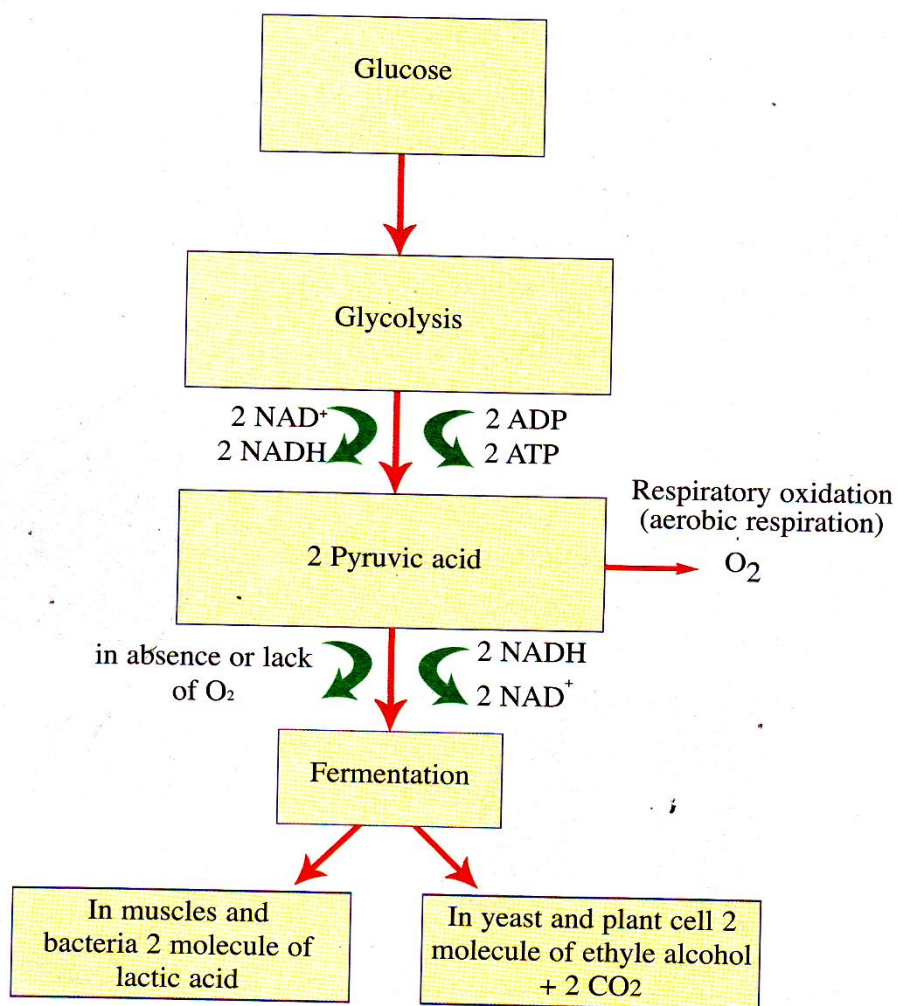 Glucose
Glycolysis
2 NAD⁺
2 NADH
2 ADP
2 ATP
Respiratory oxidation
(aerobic respiration)
O₂
2 Pyruvic acid
in absence or lack
of O₂
2 NADH
2 NAD⁺
Fermentation
In muscles and
bacteria 2 molecule of
lactic acid
In yeast and plant cell 2
molecule of ethyle alcohol
+ 2 CO₂